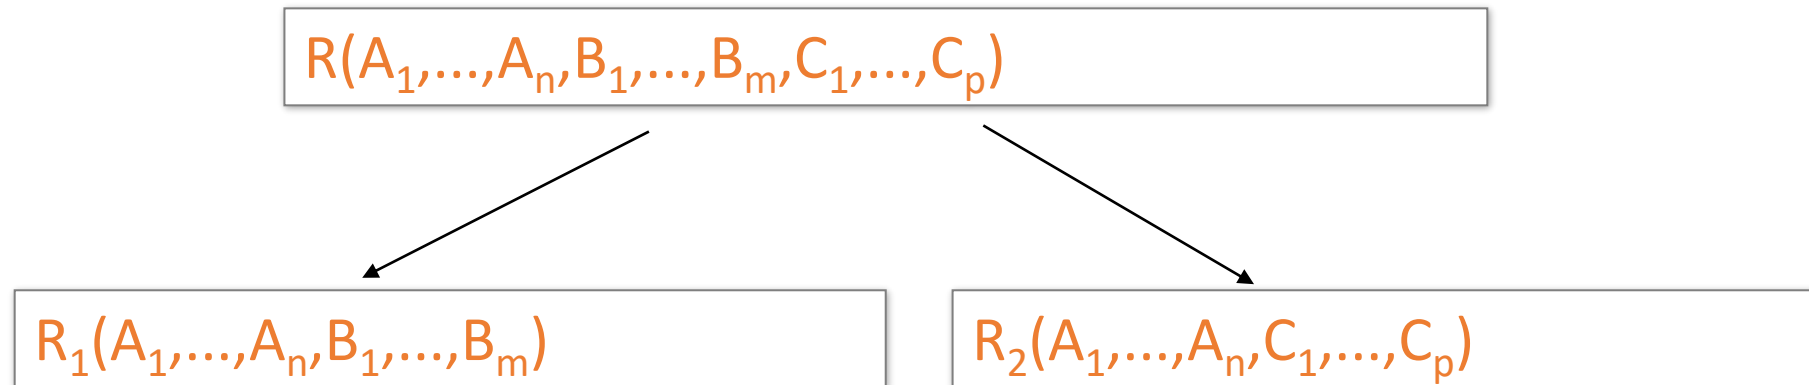 R(A₁,...,Aₙ,B₁,...,Bₘ,C₁,...,Cₚ)
R₁(A₁,...,Aₙ,B₁,...,Bₘ)
R₂(A₁,...,Aₙ,C₁,...,Cₚ)